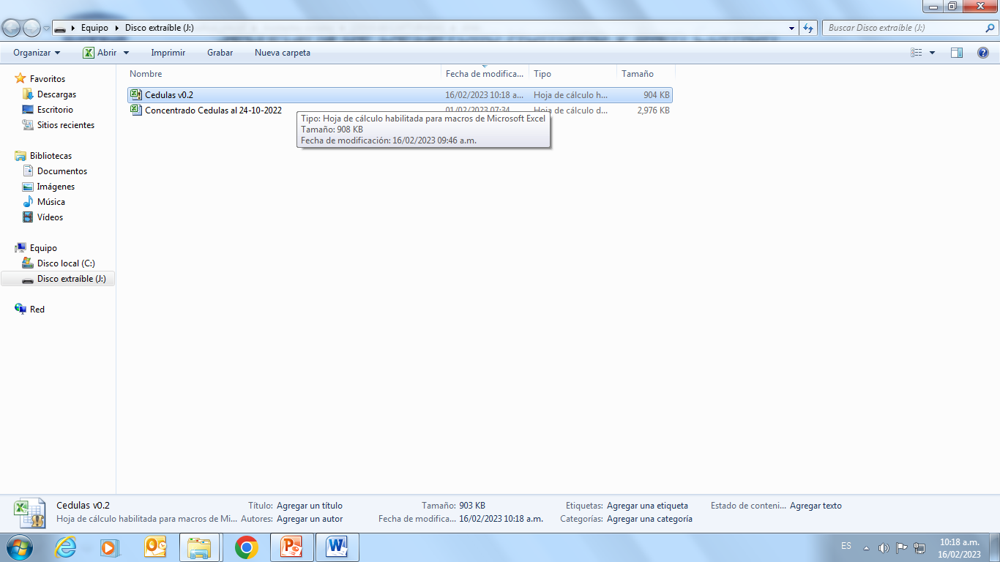 Equipo
Disco extraíble (J:)
Buscar Disco extraíble (J:)
Organizar
Abrir
Imprimir
Grabar
Nueva carpeta
Favoritos
Descargas
Escritorio
Sitios recientes
Bibliotecas
Documentos
Imágenes
Música
Vídeos
Equipo
Disco local (C:)
Disco extraíble (J:)
Red
Nombre Fecha de modifica... Tipo Tamaño
Cedulas v0.2 16/02/2023 10:18 a... Hoja de cálculo h... 904 KB
Concentrado Cedulas al 24-10-2022 01/02/2023 07:34 Hoja de cálculo d... 2,976 KB
Tipo: Hoja de cálculo habilitada para macros de Microsoft Excel
Tamaño: 908 KB
Fecha de modificación: 16/02/2023 09:46 a.m.
Cedulas v0.2 Título: Agregar un título Tamaño: 903 KB Etiquetas: Agregar una etiqueta Estado de conteni... Agregar texto
Hoja de cálculo habilitada para macros de Mi... Autores: Agregar un autor Fecha de modifica... 16/02/2023 10:18 a.m. Categorías: Agregar una categoría
ES
10:18 a.m.
16/02/2023